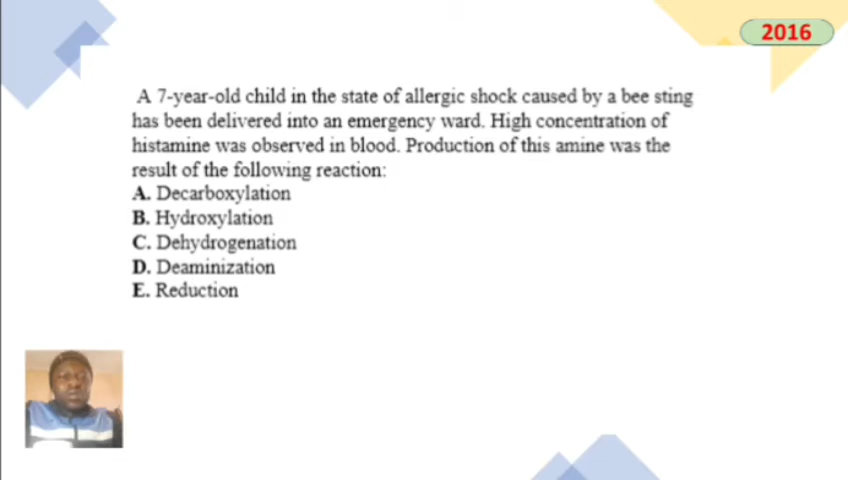 2016
A 7-year-old child in the state of allergic shock caused by a bee sting
has been delivered into an emergency ward. High concentration of
histamine was observed in blood. Production of this amine was the
result of the following reaction:
A. Decarboxylation
B. Hydroxylation
C. Dehydrogenation
D. Deaminization
E. Reduction